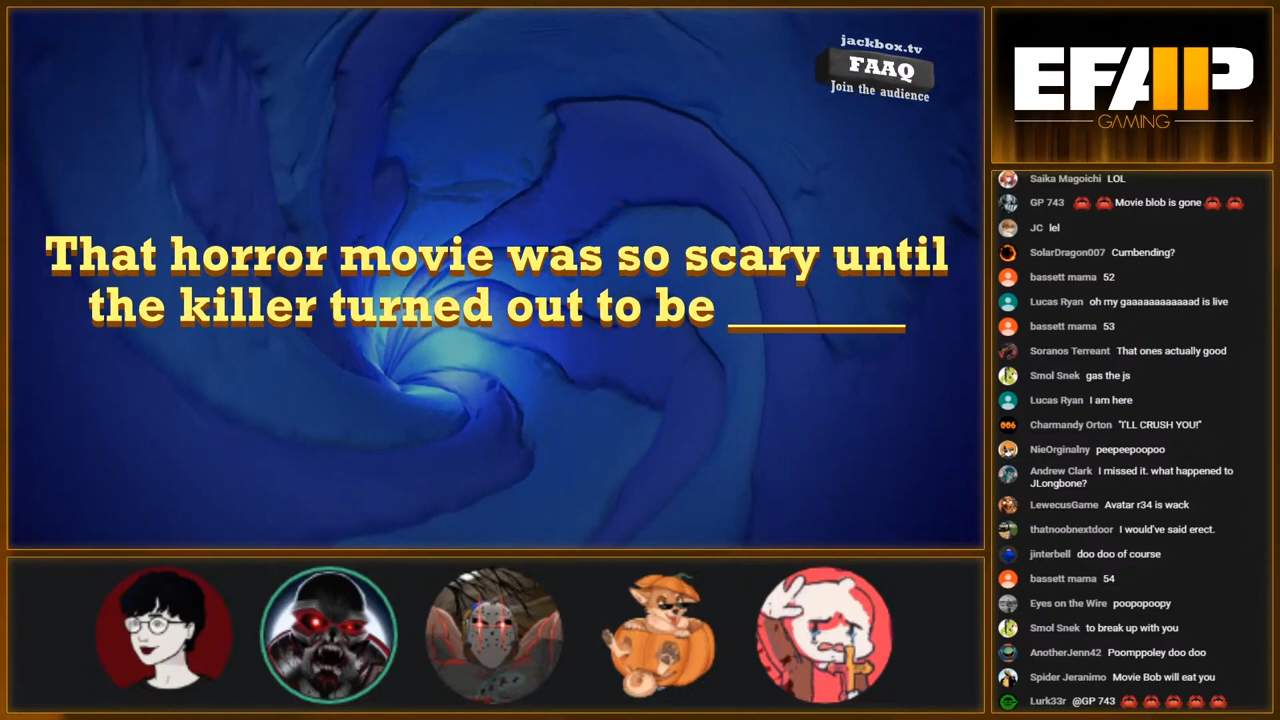 jackbox.tv
FAAQ
Join the audience
That horror movie was so scary until
the killer turned out to be ________
EFAP
GAMING
Saika Magoichi LOL
GP 743 🦀🦀Movie blob is gone🦀🦀
JC lel
SolarDragon007 Cumbending?
bassett mama 52
Lucas Ryan oh my gaaaaaaaaaaad is live
bassett mama 53
Soranos Terreant That ones actually good
Smol Snek gas the js
Lucas Ryan I am here
Charmandy Orton "I'LL CRUSH YOU!"
NieOrginalny peepeepoopoo
Andrew Clark I missed it. what happened to
JLongbone?
LewecusGame Avatar r34 is wack
thatnoobnextdoor I would've said erect.
jinterbell doo doo of course
bassett mama 54
Eyes on the Wire poopoopoopy
Smol Snek to break up with you
AnotherJenn42 Poomppoley doo doo
Spider Jeranimo Movie Bob will eat you
Lurk33r @GP 743 🦀🦀🦀🦀🦀